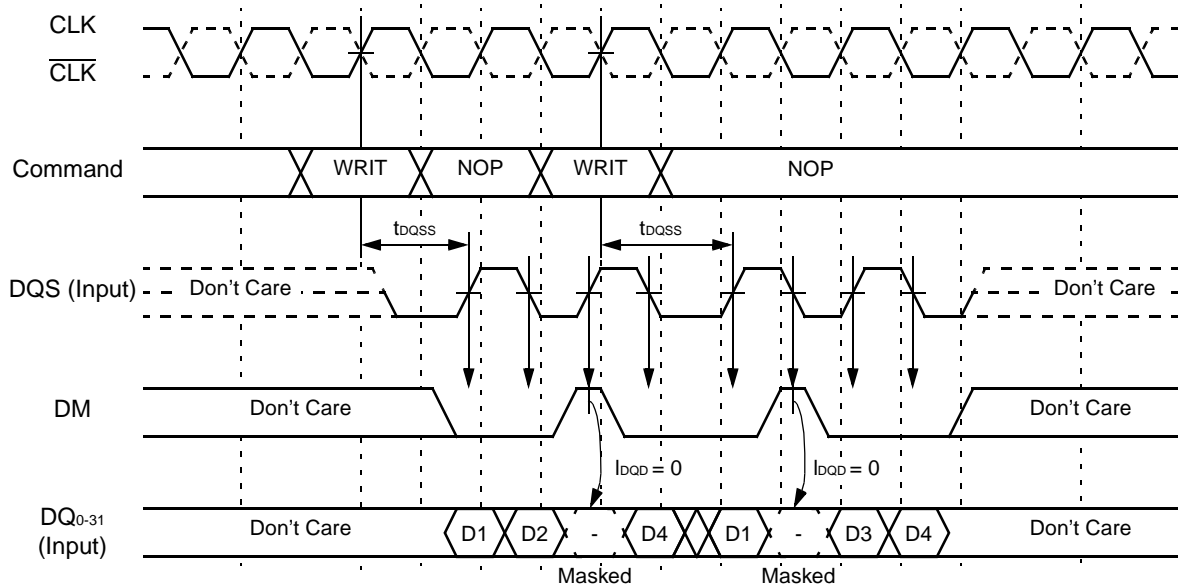 CLK
CLK
Command
WRIT NOP WRIT NOP
tDQSS tDQSS
DQS (Input) Don't Care Don't Care
DM Don't Care Don't Care
IDQD = 0 IDQD = 0
DQ0-31
(Input)
Don't Care D1 D2 - D4 D1 - D3 D4 Don't Care
Masked Masked